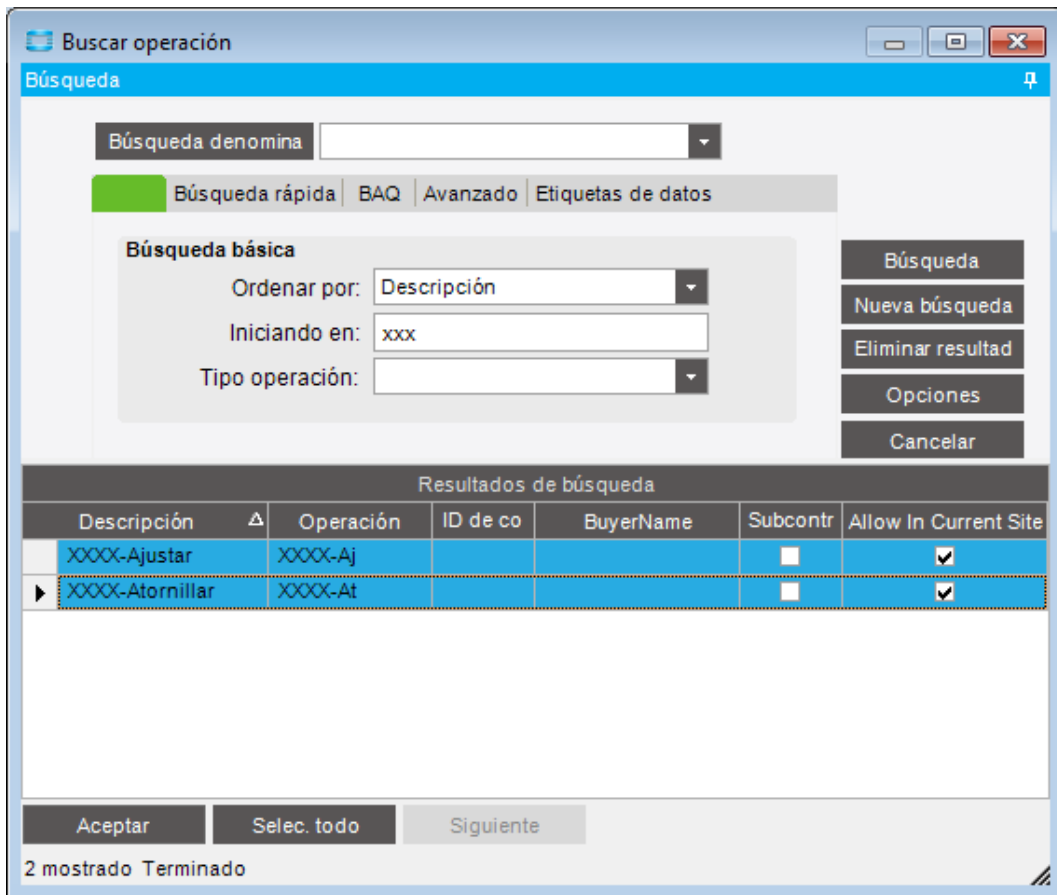 Buscar operación
Búsqueda
Búsqueda denomina
Búsqueda rápida BAQ Avanzado Etiquetas de datos
Búsqueda básica
Ordenar por: Descripción
Iniciando en: xxx
Tipo operación:
Búsqueda
Nueva búsqueda
Eliminar resultad
Opciones
Cancelar
Resultados de búsqueda
Descripción Operación ID de co BuyerName Subcontr Allow In Current Site
XXXX-Ajustar XXXX-Aj
XXXX-Atornillar XXXX-At
Aceptar Selec. todo Siguiente
2 mostrado Terminado